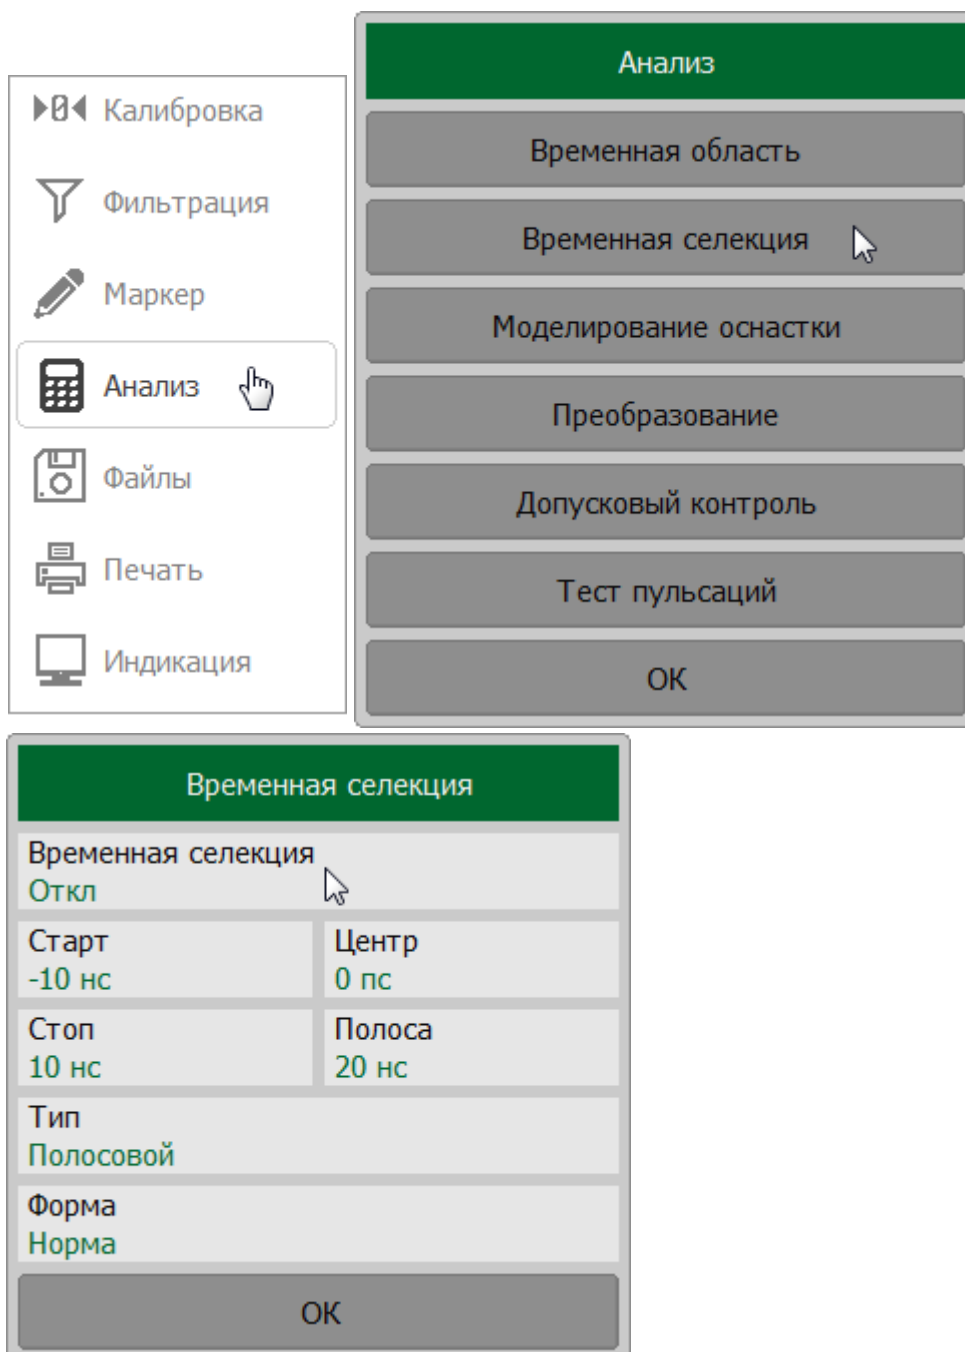 Калибровка
Фильтрация
Маркер
Анализ
Файлы
Печать
Индикация
Анализ
Временная область
Временная селекция
Моделирование оснастки
Преобразование
Допусковый контроль
Тест пульсаций
ОК
Временная селекция
Временная селекция
Откл
Старт
-10 нс
Центр
0 пс
Стоп
10 нс
Полоса
20 нс
Тип
Полосовой
Форма
Норма
ОК